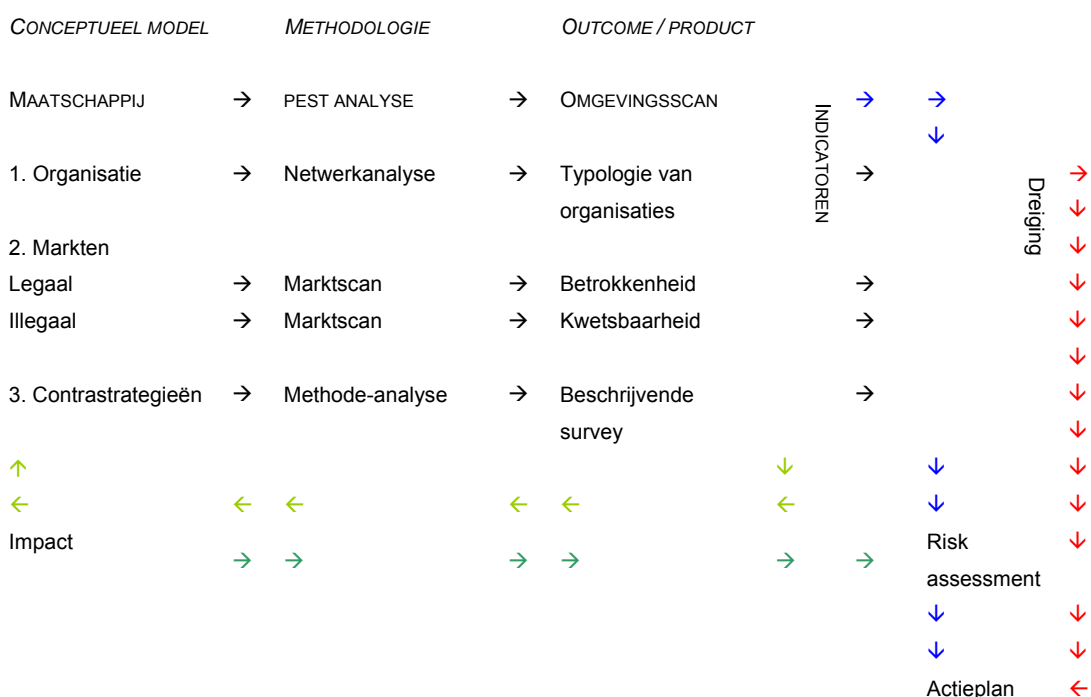 CONCEPTUEEL MODEL METHODOLOGIE OUTCOME / PRODUCT
MAATSCHAPPIJ → PEST ANALYSE → OMGEVINGSSCAN → →
INDICATOREN
↓
1. Organisatie → Netwerkanalyse → Typologie van → →
organisaties ↓
Dreiging
2. Markten ↓
Legaal → Marktscan → Betrokkenheid → ↓
Illegaal → Marktscan → Kwetsbaarheid → ↓
↓
3. Contrastrategieën → Methode-analyse → Beschrijvende → ↓
survey ↓
↑ ↓ ↓ ↓
← ← ← ← ← ← ↓ ↓
Impact → → → → → → Risk ↓
assessment
↓ ↓
↓ ↓
Actieplan ←